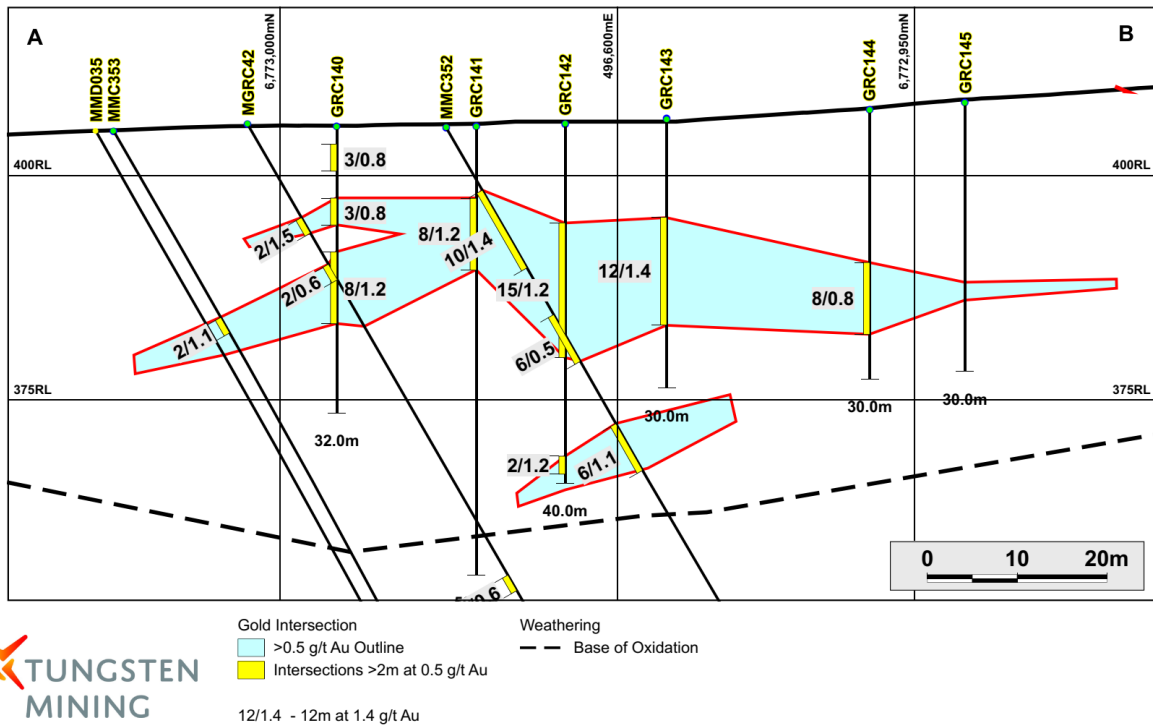 A
B
MMD035
MMC353
MGRC42
6,773,000mN
GRC140
MMC352
GRC141
GRC142
496,600mE
GRC143
GRC144
6,772,950mN
GRC145
400RL
3/0.8
3/0.8
2/1.5
8/1.2
10/1.4
2/0.6
8/1.2
15/1.2
12/1.4
8/0.8
2/1.1
6/0.5
375RL
32.0m
30.0m
30.0m
30.0m
2/1.2
6/1.1
40.0m
0 10 20m
Gold Intersection
>0.5 g/t Au Outline
Intersections >2m at 0.5 g/t Au
Weathering
Base of Oxidation
12/1.4 - 12m at 1.4 g/t Au
TUNGSTEN
MINING